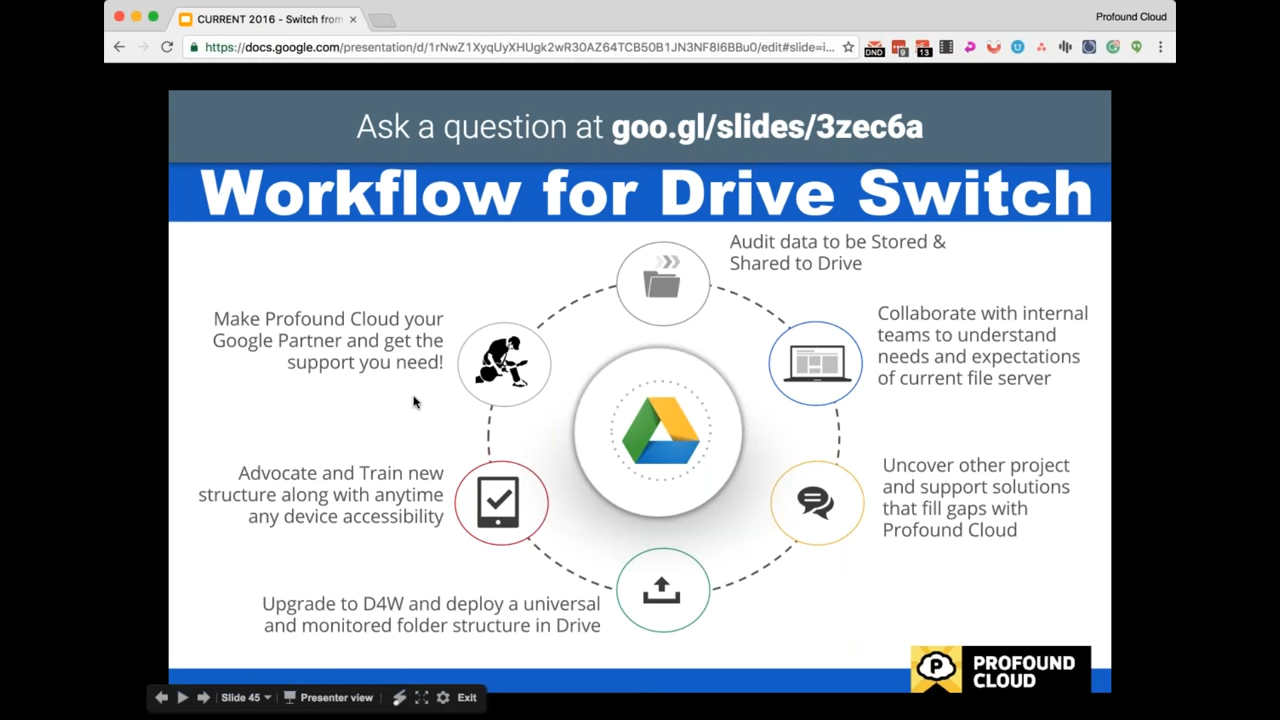 CURRENT 2016 - Switch from
Profound Cloud
https://docs.google.com/presentation/d/1rNwZ1XyqUyXHUgk2wR30AZ64TCB50B1JN3NF8I6BBu0/edit#slide=i...
DND
9
13
Ask a question at goo.gl/slides/3zec6a
Workflow for Drive Switch
Audit data to be Stored &
Shared to Drive
Collaborate with internal
teams to understand
needs and expectations
of current file server
Uncover other project
and support solutions
that fill gaps with
Profound Cloud
Upgrade to D4W and deploy a universal
and monitored folder structure in Drive
Advocate and Train new
structure along with anytime
any device accessibility
Make Profound Cloud your
Google Partner and get the
support you need!
P
PROFOUND
CLOUD
Slide 45
Presenter view
Exit